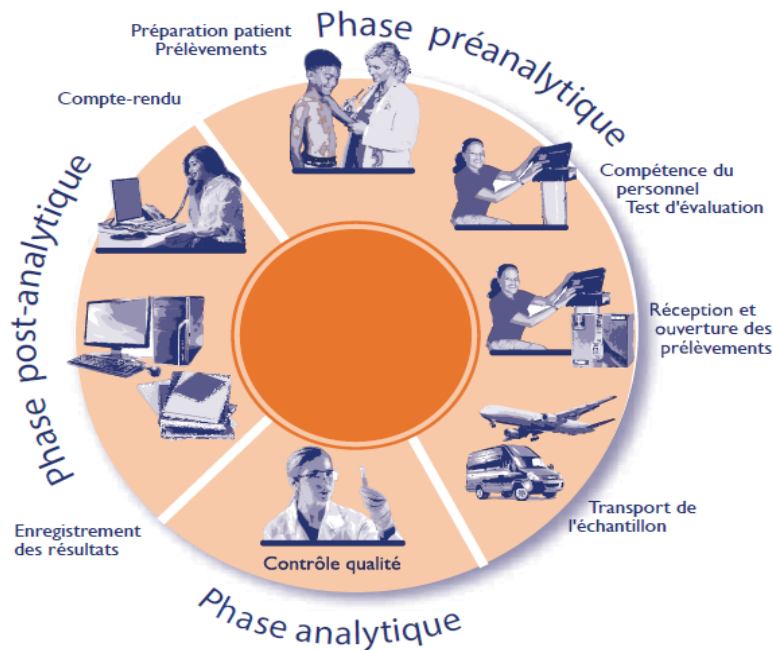 Phase préanalytique
Préparation patient
Prélèvements
Compétence du
personnel
Test d'évaluation
Réception et
ouverture des
prélèvements
Transport de
l'échantillon
Phase analytique
Contrôle qualité
Phase post-analytique
Enregistrement
des résultats
Compte-rendu